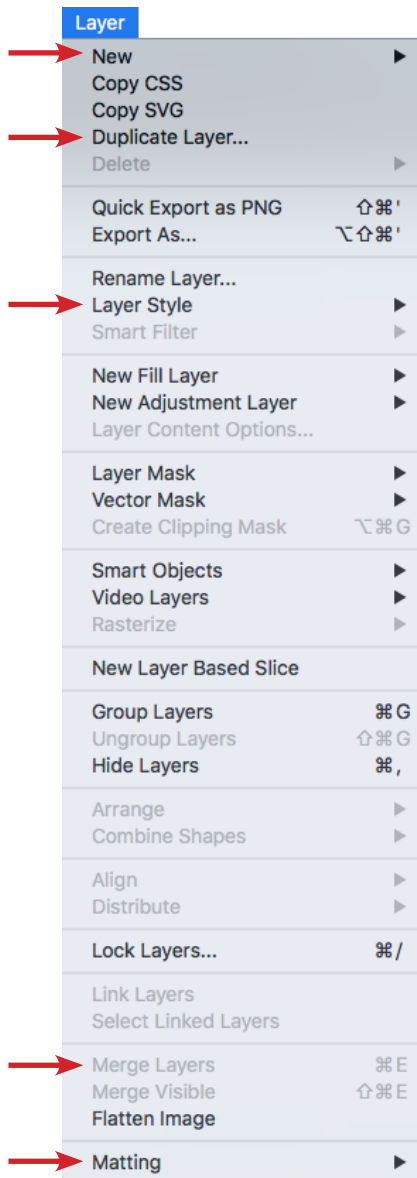 Layer
New ▶
Copy CSS
Copy SVG
Duplicate Layer...
Delete ▶
Quick Export as PNG ⇧⌘'
Export As... ⌥⇧⌘'
Rename Layer...
Layer Style ▶
Smart Filter ▶
New Fill Layer ▶
New Adjustment Layer ▶
Layer Content Options...
Layer Mask ▶
Vector Mask ▶
Create Clipping Mask ⌥⌘G
Smart Objects ▶
Video Layers ▶
Rasterize ▶
New Layer Based Slice
Group Layers ⌘G
Ungroup Layers ⇧⌘G
Hide Layers ⌘,
Arrange ▶
Combine Shapes ▶
Align ▶
Distribute ▶
Lock Layers... ⌘/
Link Layers
Select Linked Layers
Merge Layers ⌘E
Merge Visible ⇧⌘E
Flatten Image
Matting ▶